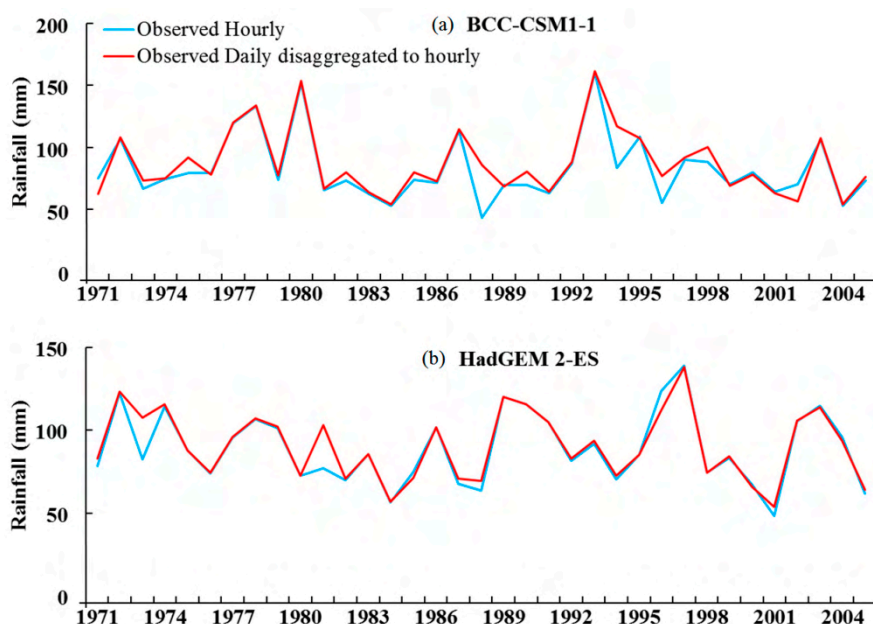 (a) BCC-CSM1-1
Observed Hourly
Observed Daily disaggregated to hourly
Rainfall (mm)
200
150
100
50
0
1971 1974 1977 1980 1983 1986 1989 1992 1995 1998 2001 2004
(b) HadGEM 2-ES
Rainfall (mm)
150
100
50
0
1971 1974 1977 1980 1983 1986 1989 1992 1995 1998 2001 2004